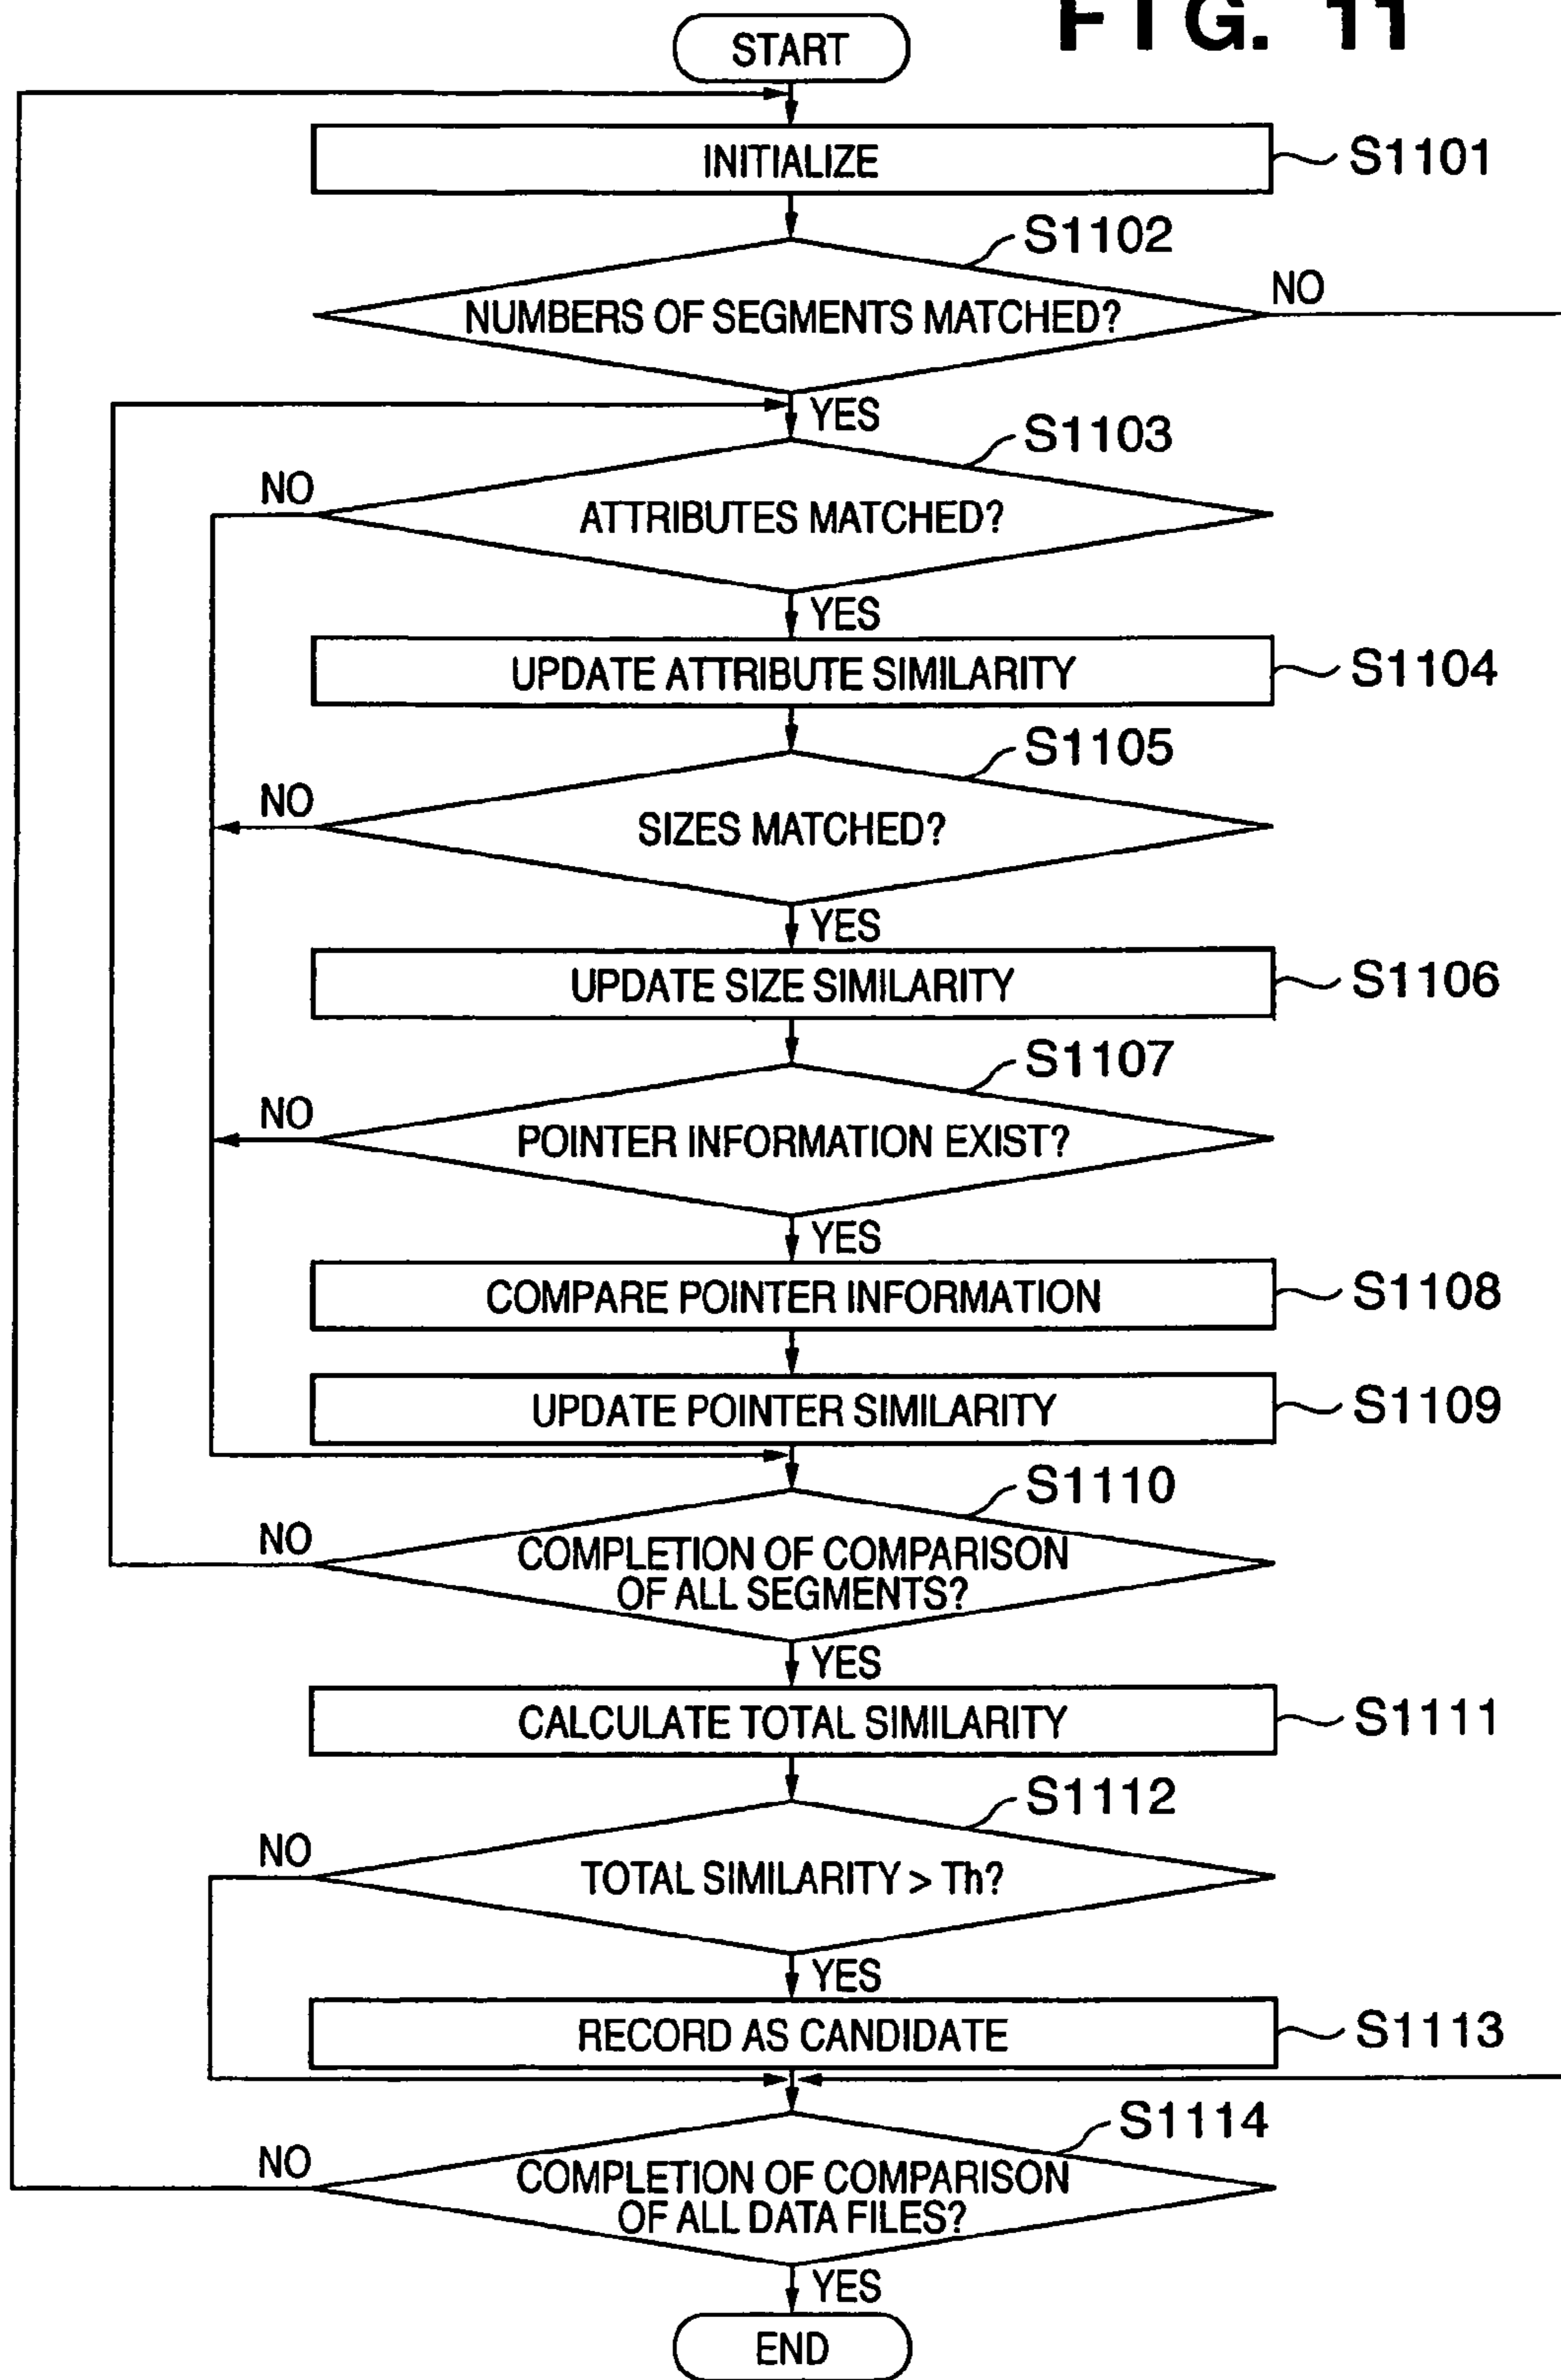 FIG. 11
START
INITIALIZE
S1101
S1102
NUMBERS OF SEGMENTS MATCHED?
NO
YES
S1103
NO
ATTRIBUTES MATCHED?
YES
UPDATE ATTRIBUTE SIMILARITY
S1104
S1105
NO
SIZES MATCHED?
YES
UPDATE SIZE SIMILARITY
S1106
S1107
NO
POINTER INFORMATION EXIST?
YES
COMPARE POINTER INFORMATION
S1108
UPDATE POINTER SIMILARITY
S1109
S1110
NO
COMPLETION OF COMPARISON
OF ALL SEGMENTS?
YES
CALCULATE TOTAL SIMILARITY
S1111
S1112
NO
TOTAL SIMILARITY > Th?
YES
RECORD AS CANDIDATE
S1113
S1114
NO
COMPLETION OF COMPARISON
OF ALL DATA FILES?
YES
END